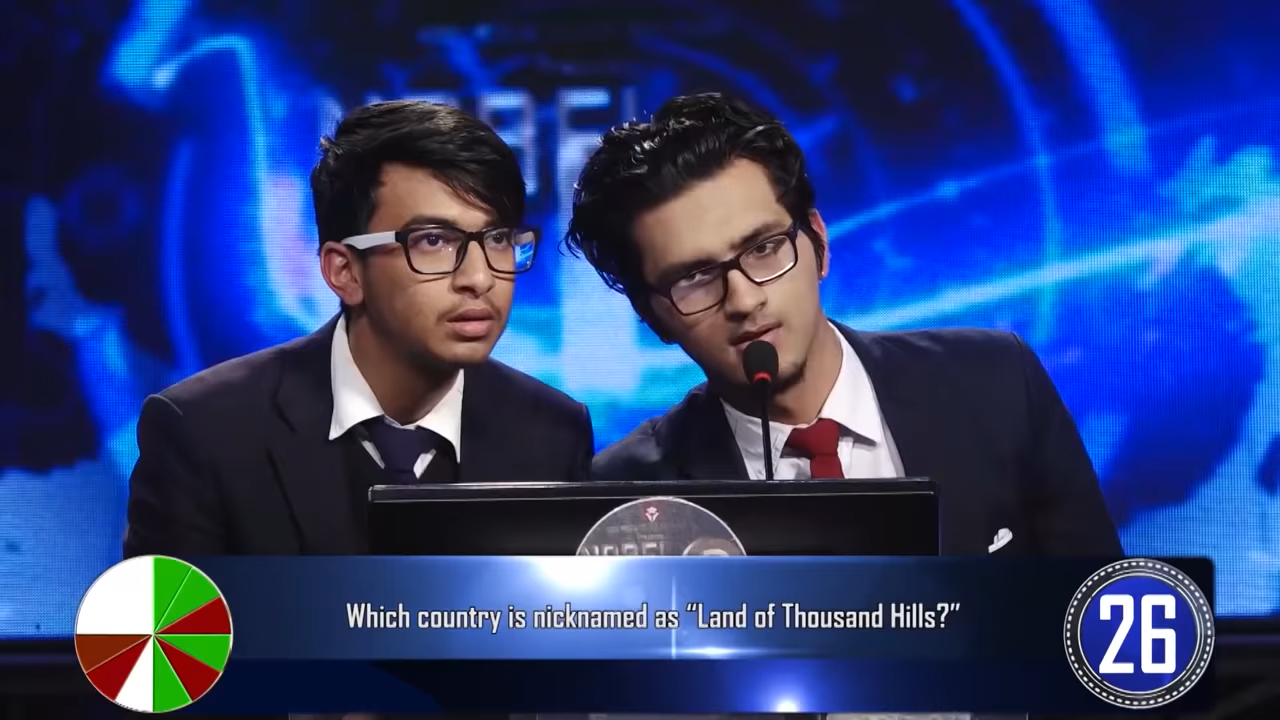 Which country is nicknamed as “Land of Thousand Hills?”
26